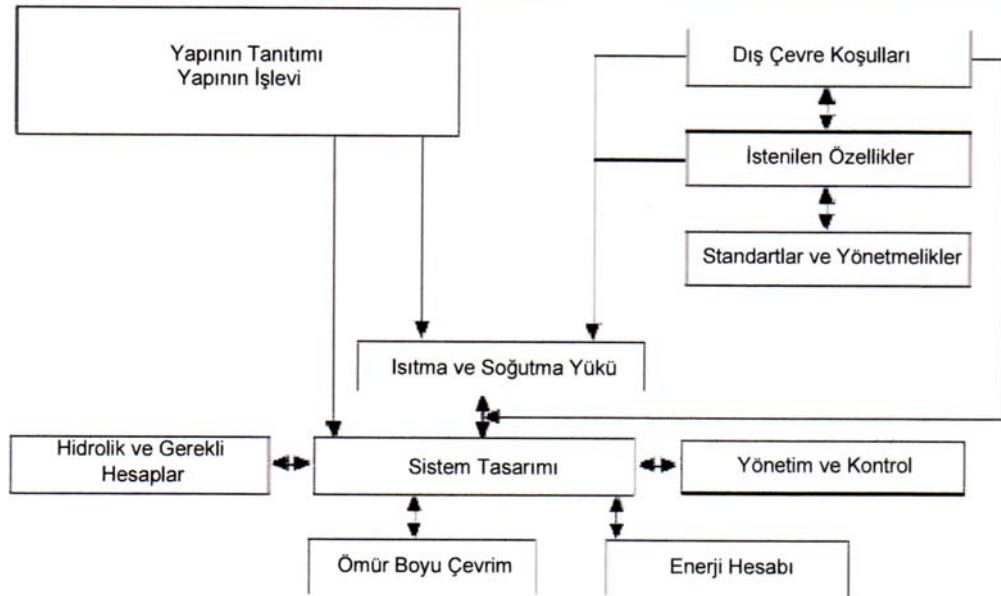 Yapının Tanıtımı
Yapının İşlevi
Dış Çevre Koşulları
İstenilen Özellikler
Standartlar ve Yönetmelikler
Isıtma ve Soğutma Yükü
Hidrolik ve Gerekli
Hesaplar
Sistem Tasarımı
Yönetim ve Kontrol
Ömür Boyu Çevrim
Enerji Hesabı